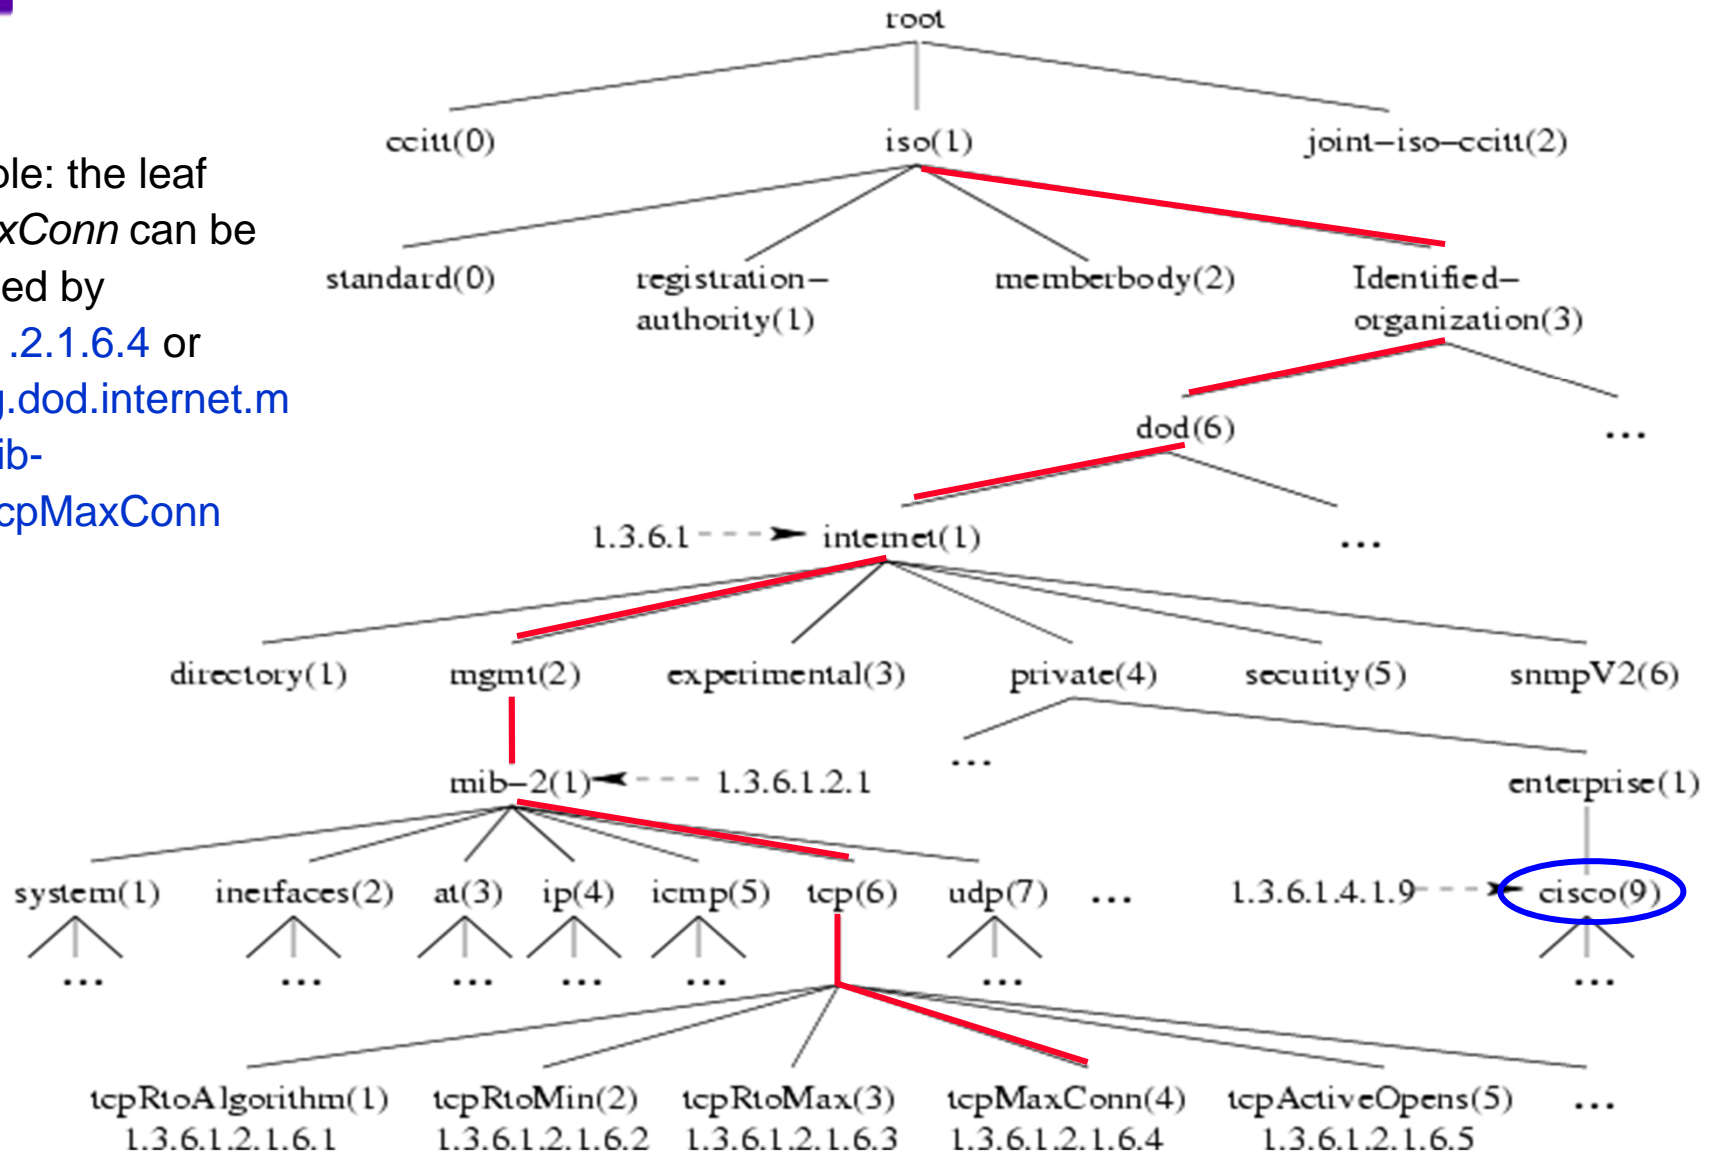 root
ccitt(0) iso(1) joint–iso–ccitt(2)
ole: the leaf
xConn can be
ed by
.2.1.6.4 or
g.dod.internet.m
ib-
cpMaxConn
standard(0) registration– memberbody(2) Identified–
authority(1) organization(3)
dod(6) ...
1.3.6.1 internet(1) ...
directory(1) mgmt(2) experimental(3) private(4) security(5) snmpV2(6)
...
mib–2(1) 1.3.6.1.2.1 enterprise(1)
system(1) inerfaces(2) at(3) ip(4) icmp(5) tcp(6) udp(7) ... 1.3.6.1.4.1.9 cisco(9)
... ... ... ... ... ... ...
tcpRtoAlgorithm(1) tcpRtoMin(2) tcpRtoMax(3) tcpMaxConn(4) tcpActiveOpens(5) ...
1.3.6.1.2.1.6.1 1.3.6.1.2.1.6.2 1.3.6.1.2.1.6.3 1.3.6.1.2.1.6.4 1.3.6.1.2.1.6.5